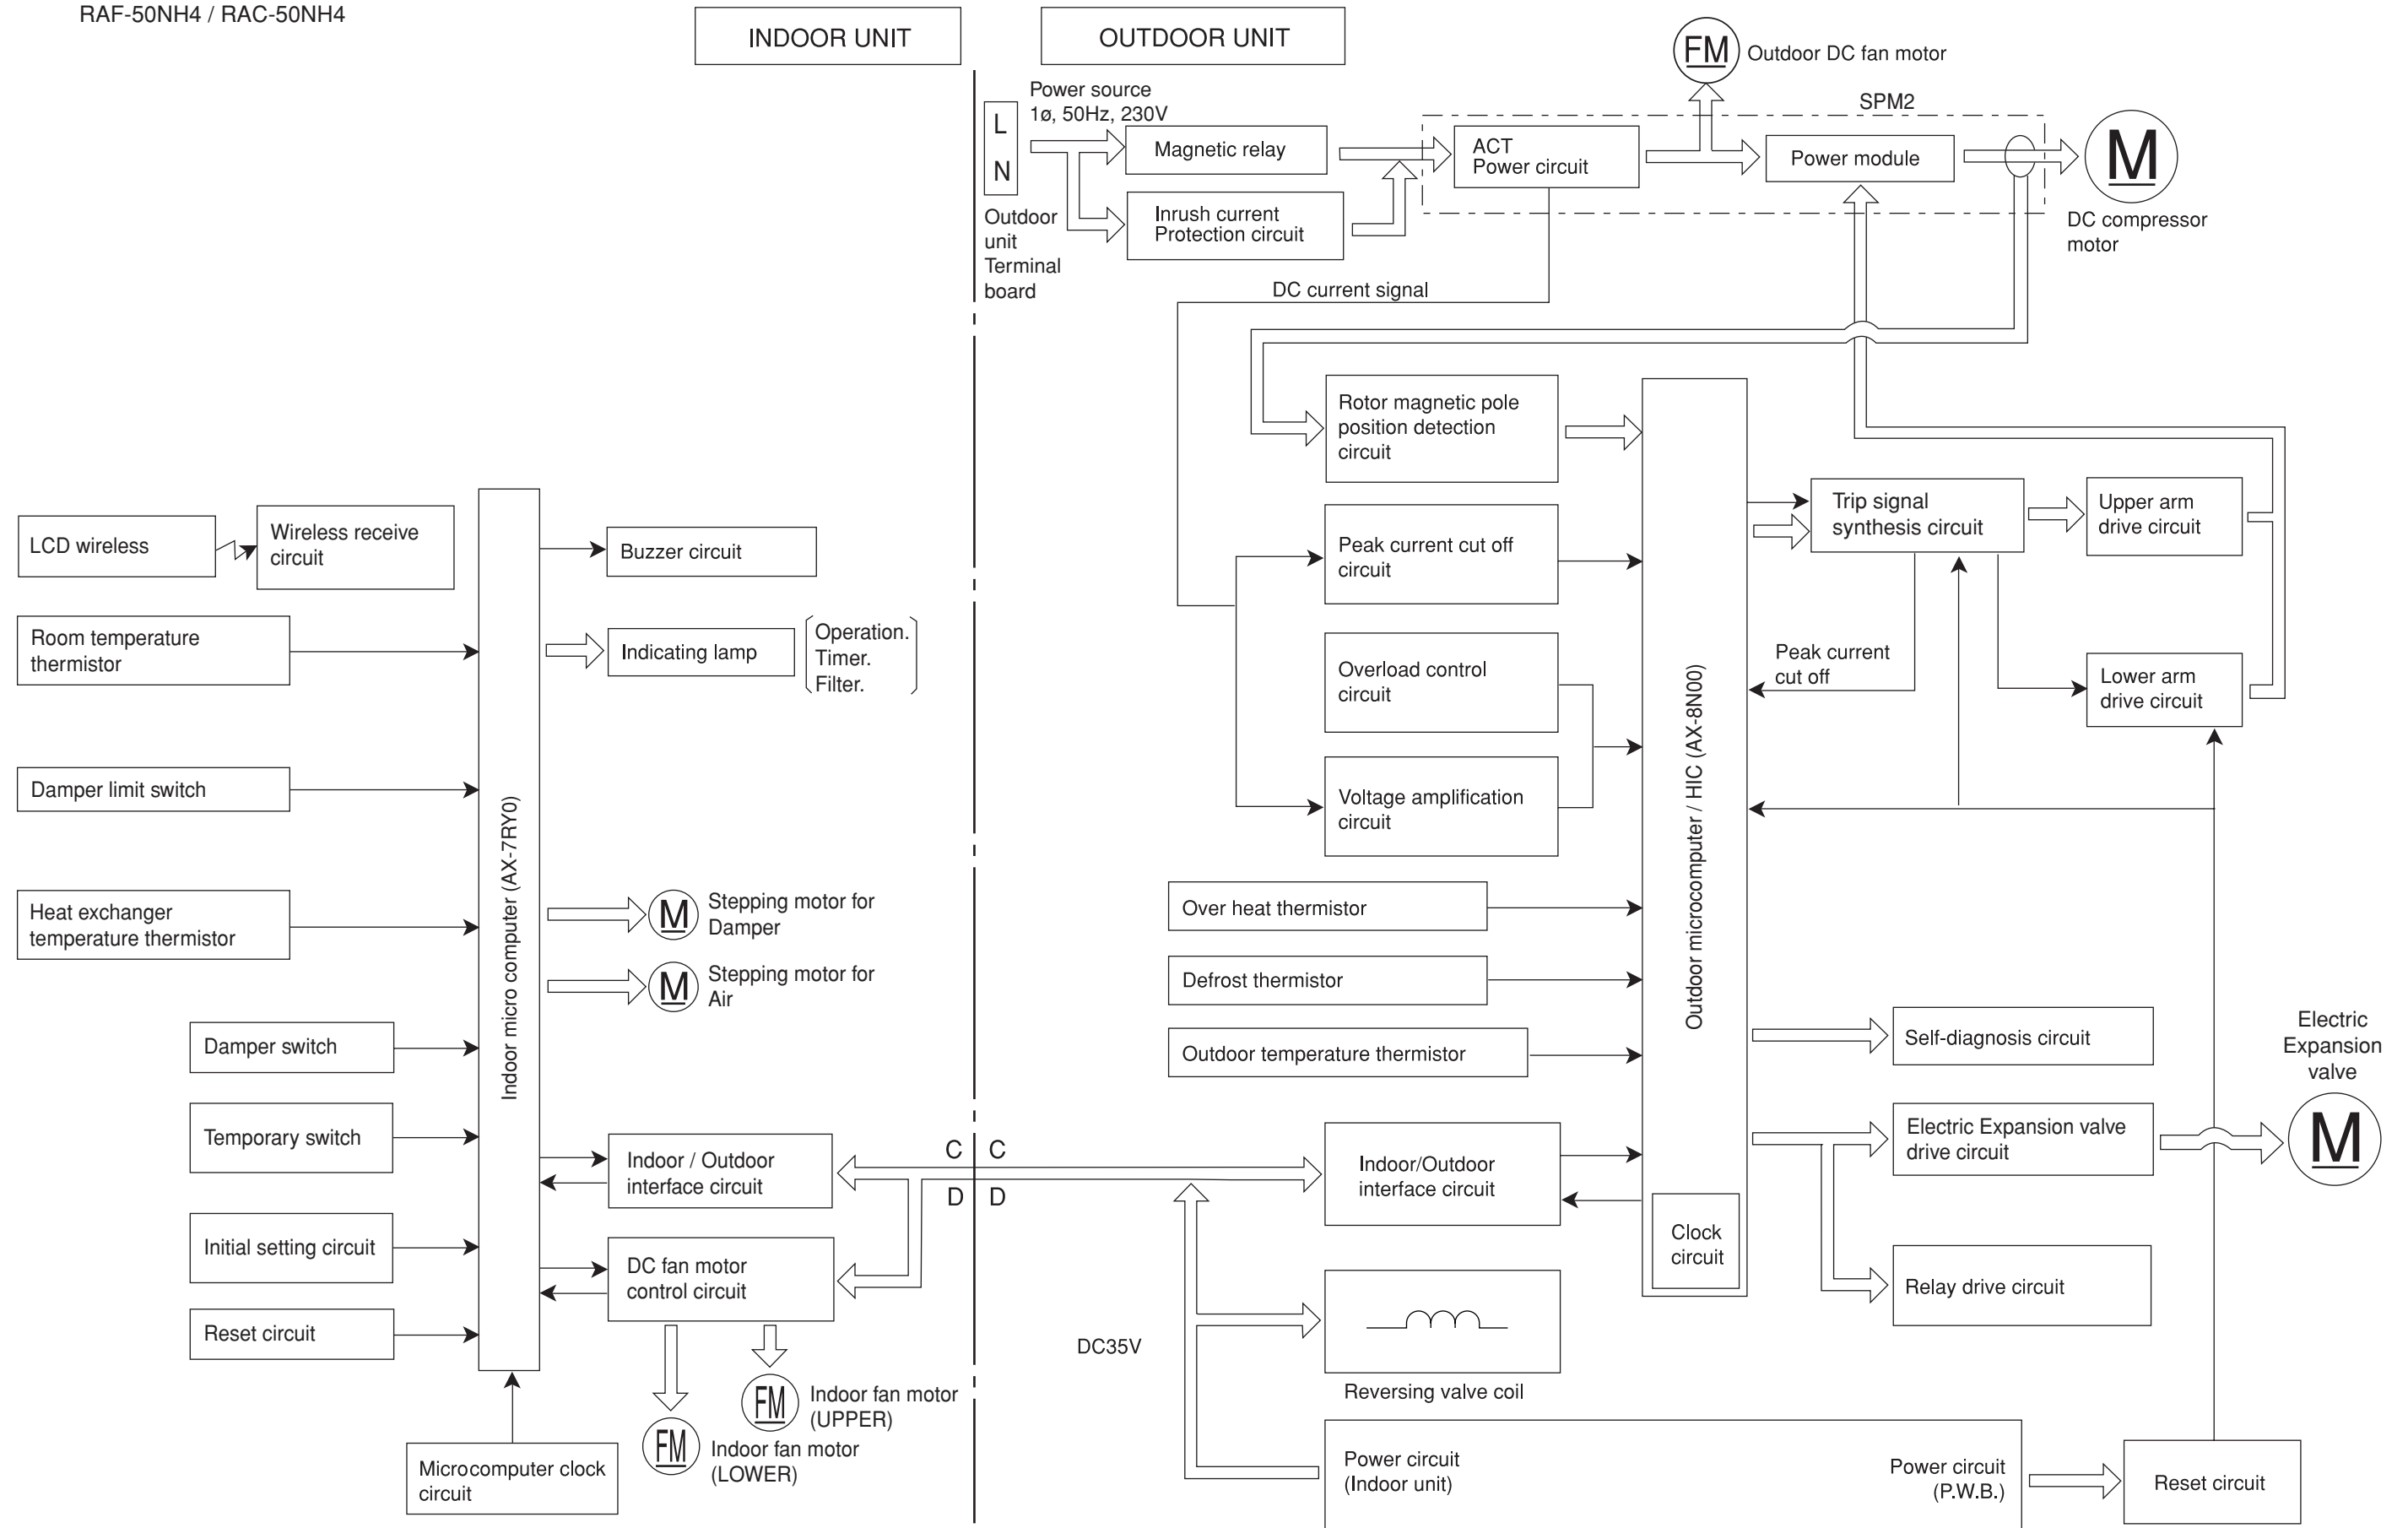 RAF-50NH4 / RAC-50NH4
INDOOR UNIT
OUTDOOR UNIT
FM
Outdoor DC fan motor
Power source
1ø, 50Hz, 230V
SPM2
L
N
Magnetic relay
ACT
Power circuit
Power module
M
Outdoor
unit
Terminal
board
Inrush current
Protection circuit
DC compressor
motor
DC current signal
Rotor magnetic pole
position detection
circuit
LCD wireless
Wireless receive
circuit
Buzzer circuit
Peak current cut off
circuit
Trip signal
synthesis circuit
Upper arm
drive circuit
Room temperature
thermistor
Indicating lamp
Operation.
Timer.
Filter.
Overload control
circuit
Peak current
cut off
Lower arm
drive circuit
Damper limit switch
Voltage amplification
circuit
Indoor micro computer (AX-7RY0)
Outdoor microcomputer / HIC (AX-8N00)
Heat exchanger
temperature thermistor
M
Stepping motor for
Damper
Over heat thermistor
M
Stepping motor for
Air
Defrost thermistor
Damper switch
Outdoor temperature thermistor
Self-diagnosis circuit
Electric
Expansion
valve
Temporary switch
Indoor / Outdoor
interface circuit
C
C
D
D
Indoor/Outdoor
interface circuit
Electric Expansion valve
drive circuit
M
Initial setting circuit
DC fan motor
control circuit
Clock
circuit
Relay drive circuit
Reset circuit
DC35V
Reversing valve coil
FM
Indoor fan motor
(UPPER)
FM
Indoor fan motor
(LOWER)
Microcomputer clock
circuit
Power circuit
(Indoor unit)
Power circuit
(P.W.B.)
Reset circuit